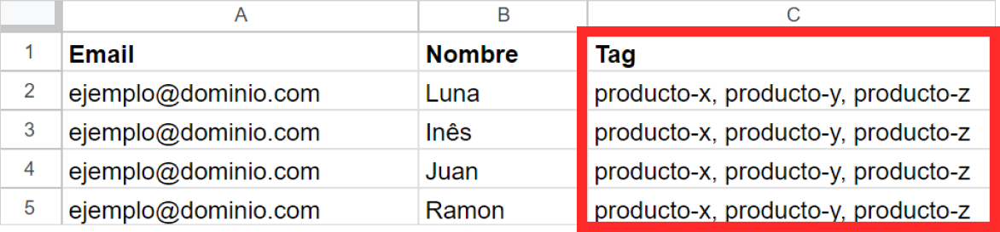 A B C
1 Email Nombre Tag
2 ejemplo@dominio.com Luna producto-x, producto-y, producto-z
3 ejemplo@dominio.com Inês producto-x, producto-y, producto-z
4 ejemplo@dominio.com Juan producto-x, producto-y, producto-z
5 ejemplo@dominio.com Ramon producto-x, producto-y, producto-z